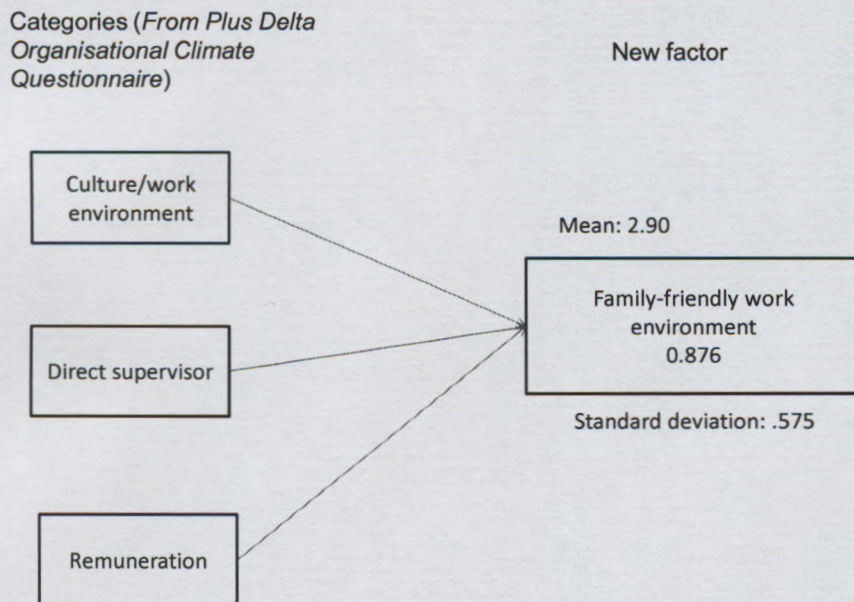 Categories (From Plus Delta
Organisational Climate
Questionnaire)
New factor
Culture/work
environment
Mean: 2.90
Family-friendly work
environment
0.876
Direct supervisor
Standard deviation: .575
Remuneration